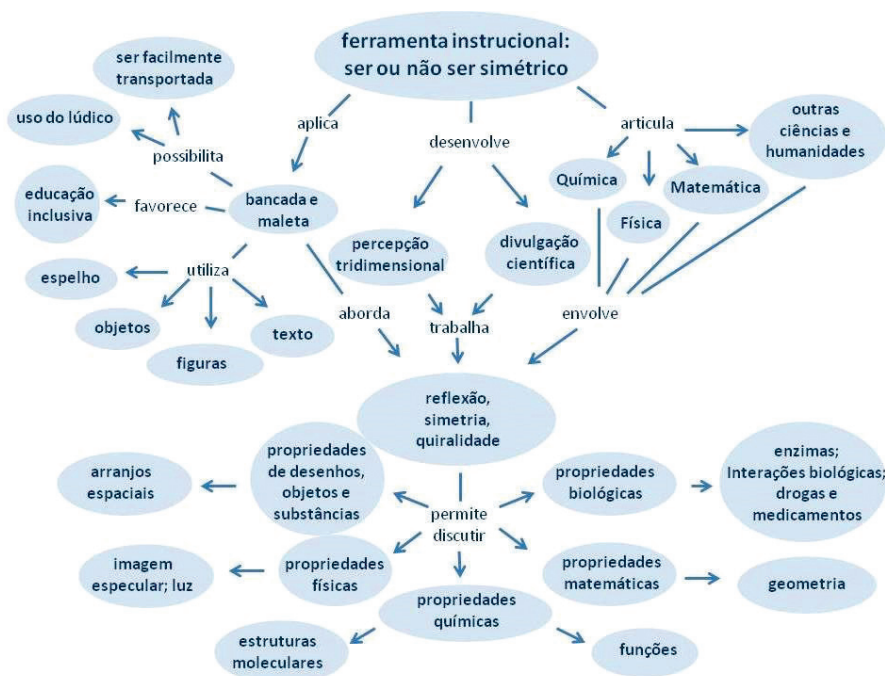 ferramenta instrucional:
ser ou não ser simétrico
ser facilmente
transportada
uso do lúdico
possibilita
aplica
desenvolve
articula
outras
ciências e
humanidades
educação
inclusiva
favorece
bancada e
maleta
Química
Física
Matemática
percepção
tridimensional
divulgação
científica
espelho
utiliza
objetos
figuras
texto
aborda
trabalha
envolve
reflexão,
simetria,
quiralidade
arranjos
espaciais
propriedades
de desenhos,
objetos e
substâncias
permite
discutir
propriedades
biológicas
enzimas;
Interações biológicas;
drogas e
medicamentos
imagem
especular; luz
propriedades
físicas
propriedades
matemáticas
geometria
propriedades
químicas
estruturas
moleculares
funções